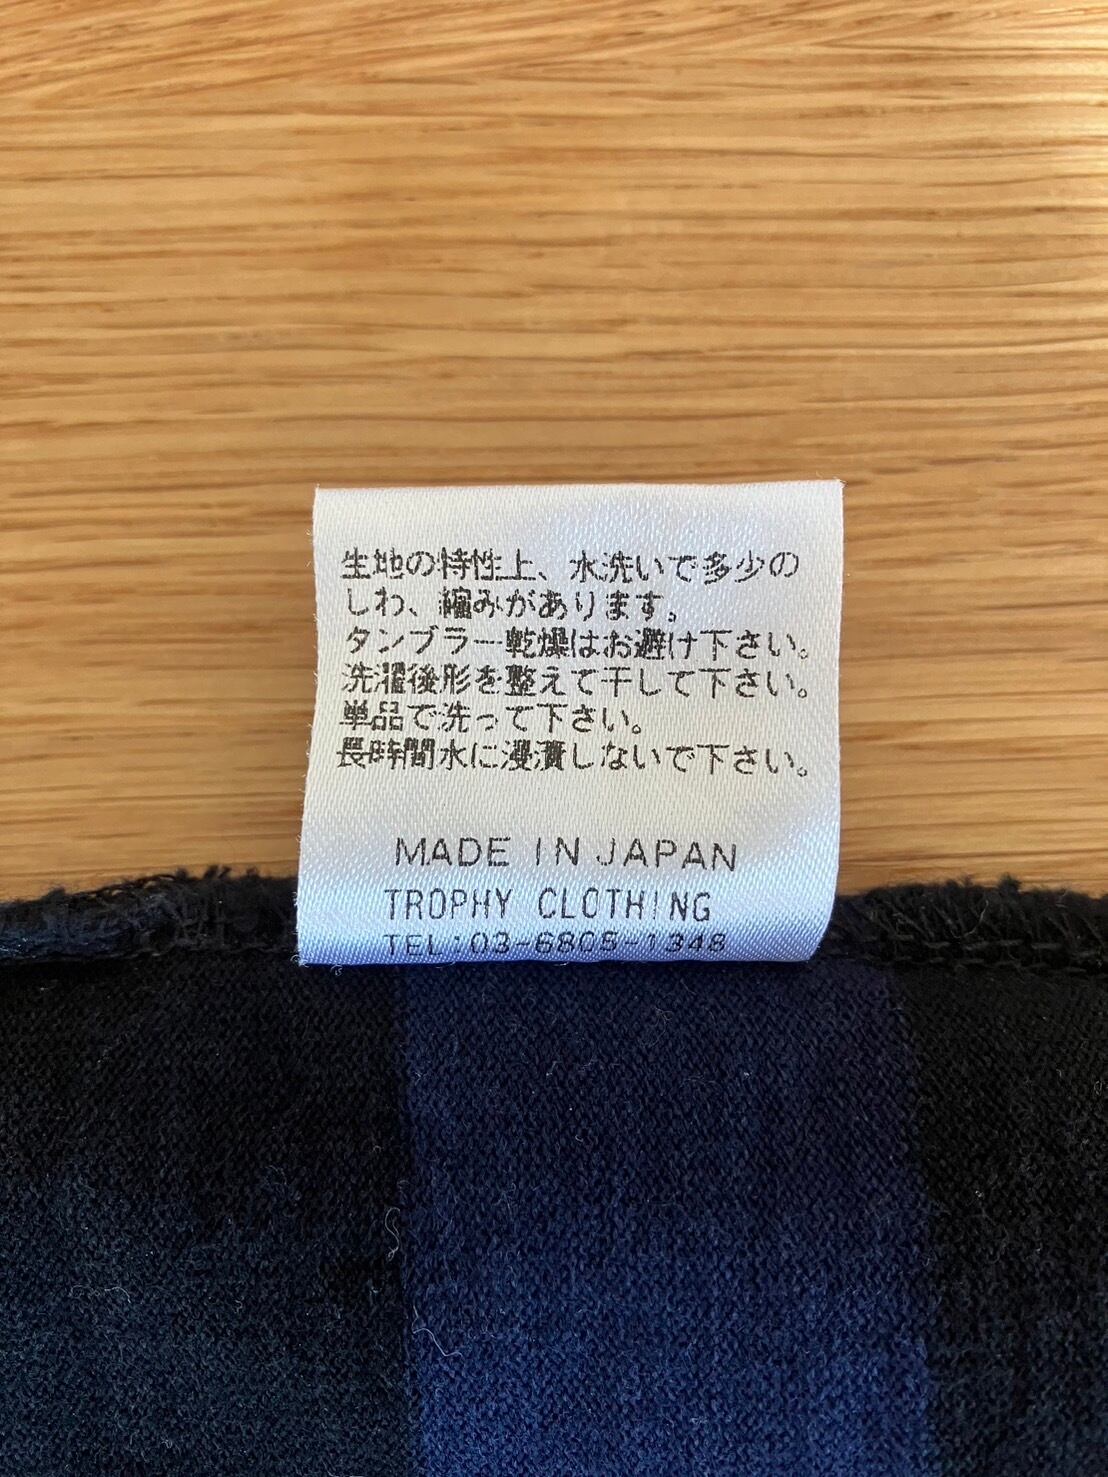 生地の特性上、水洗いで多少の
しわ、縮みがあります。
タンブラー乾燥はお避け下さい。
洗濯後形を整えて干して下さい。
単品で洗って下さい。
長時間水に浸漬しないで下さい。
MADE IN JAPAN
TROPHY CLOTHING
TEL:03-6805-1348